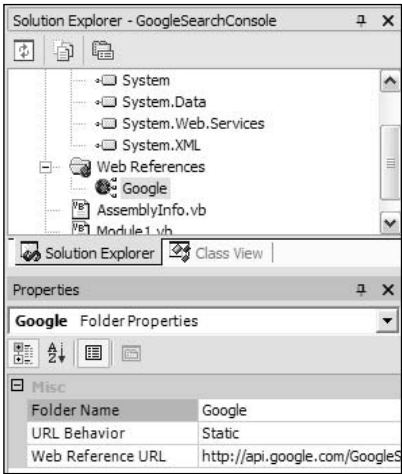 Solution Explorer - GoogleSearchConsole
System
System.Data
System.Web.Services
System.XML
Web References
Google
AssemblyInfo.vb
Module1.vb
Solution Explorer Class View
Properties
Google FolderProperties
Misc
Folder Name Google
URL Behavior Static
Web Reference URL http://api.google.com/GoogleS